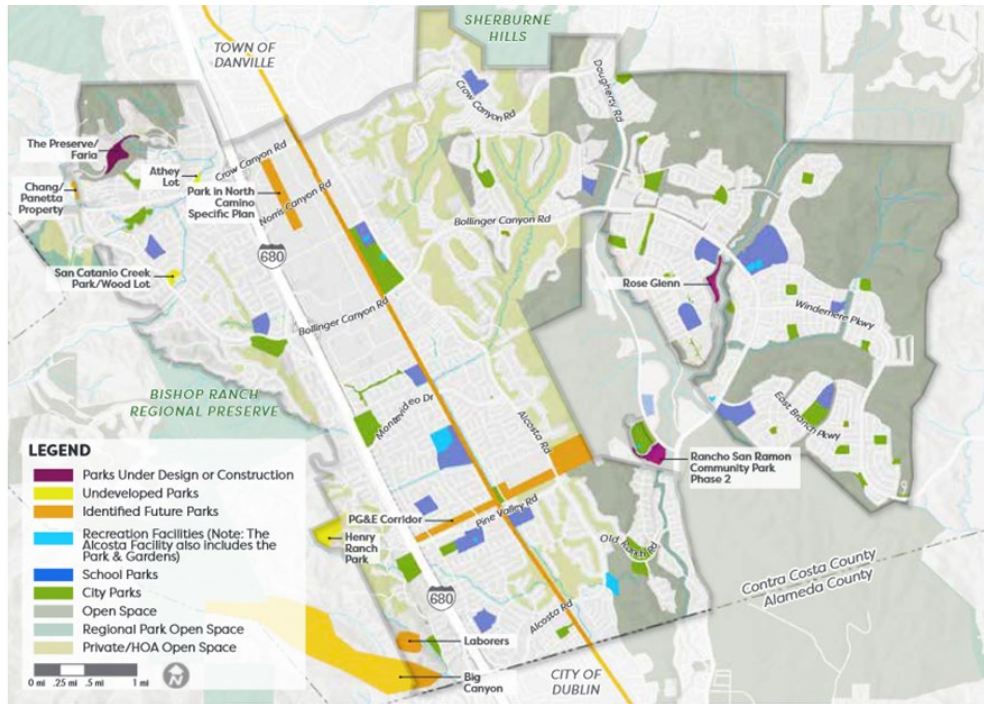 SHERBURNE
HILLS
TOWN OF
DANVILLE
Crow Canyon Rd
Dougherty Rd
The Preserve/
Faria
Athey
Lot
Crow Canyon Rd
Chang/
Panetta
Property
Park in North
Camino
Specific Plan
Norris Canyon Rd
Bollinger Canyon Rd
680
San Catanio Creek
Park/Wood Lot
Rose Glenn
Bollinger Canyon Rd
Windemere Pkwy
BISHOP RANCH
REGIONAL PRESERVE
Montevideo Dr
Alcosta Rd
East Branch Pkwy
Rancho San Ramon
Community Park
Phase 2
PG&E Corridor
Pine Valley Rd
Henry
Ranch
Park
Old Ranch Rd
Contra Costa County
Alameda County
680
Alcosta Rd
Laborers
Big
Canyon
CITY OF
DUBLIN
LEGEND
Parks Under Design or Construction
Undeveloped Parks
Identified Future Parks
Recreation Facilities (Note: The
Alcosta Facility also includes the
Park & Gardens)
School Parks
City Parks
Open Space
Regional Park Open Space
Private/HOA Open Space
0 mi .25 mi .5 mi 1 mi
N